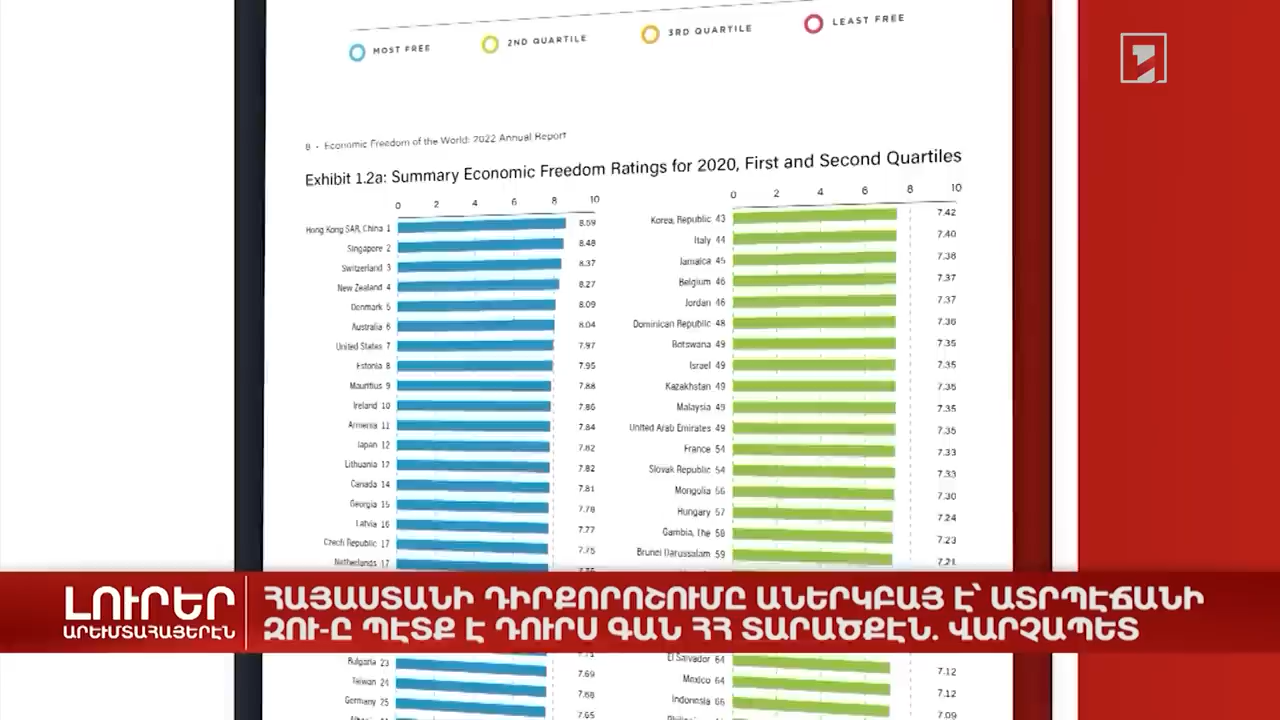 MOST FREE
2ND QUARTILE
3RD QUARTILE
LEAST FREE
8 • Economic Freedom of the World: 2022 Annual Report
Exhibit 1.2a: Summary Economic Freedom Ratings for 2020, First and Second Quartiles
0 2 4 6 8 10
Hong Kong SAR, China 1 8.59
Singapore 2 8.48
Switzerland 3 8.37
New Zealand 4 8.27
Denmark 5 8.09
Australia 6 8.04
United States 7 7.97
Estonia 8 7.95
Mauritius 9 7.88
Ireland 10 7.86
Armenia 11 7.84
Japan 12 7.82
Lithuania 12 7.82
Canada 14 7.81
Georgia 15 7.78
Latvia 16 7.77
Czech Republic 17 7.75
Netherlands 17
Bulgaria 23 7.69
Taiwan 24 7.68
Germany 25 7.65
0 2 4 6 8 10
Korea, Republic 43 7.42
Italy 44 7.40
Jamaica 45 7.38
Belgium 46 7.37
Jordan 46 7.37
Dominican Republic 48 7.36
Botswana 49 7.35
Israel 49 7.35
Kazakhstan 49 7.35
Malaysia 49 7.35
United Arab Emirates 49 7.35
France 54 7.33
Slovak Republic 54 7.33
Mongolia 56 7.30
Hungary 57 7.24
Gambia, The 58 7.23
Brunei Darussalam 59 7.21
El Salvador 64 7.12
Mexico 64 7.12
Indonesia 66 7.09
ԼՈՒՐԵՐ
ԱՐԵՒՄՏԱՀԱՅԵՐԷՆ
ՀԱՅԱՍՏԱՆԻ ԴԻՐՔՈՐՈՇՈՒՄԸ ԱՆԵՐԿԲԱՅ Է՝ ԱՏՐՊԷՃԱՆԻ
ԶՈՒ-Ը ՊԷՏՔ Է ԴՈՒՐՍ ԳԱՆ ՀՀ ՏԱՐԱԾՔԷՆ. ՎԱՐՉԱՊԵՏ